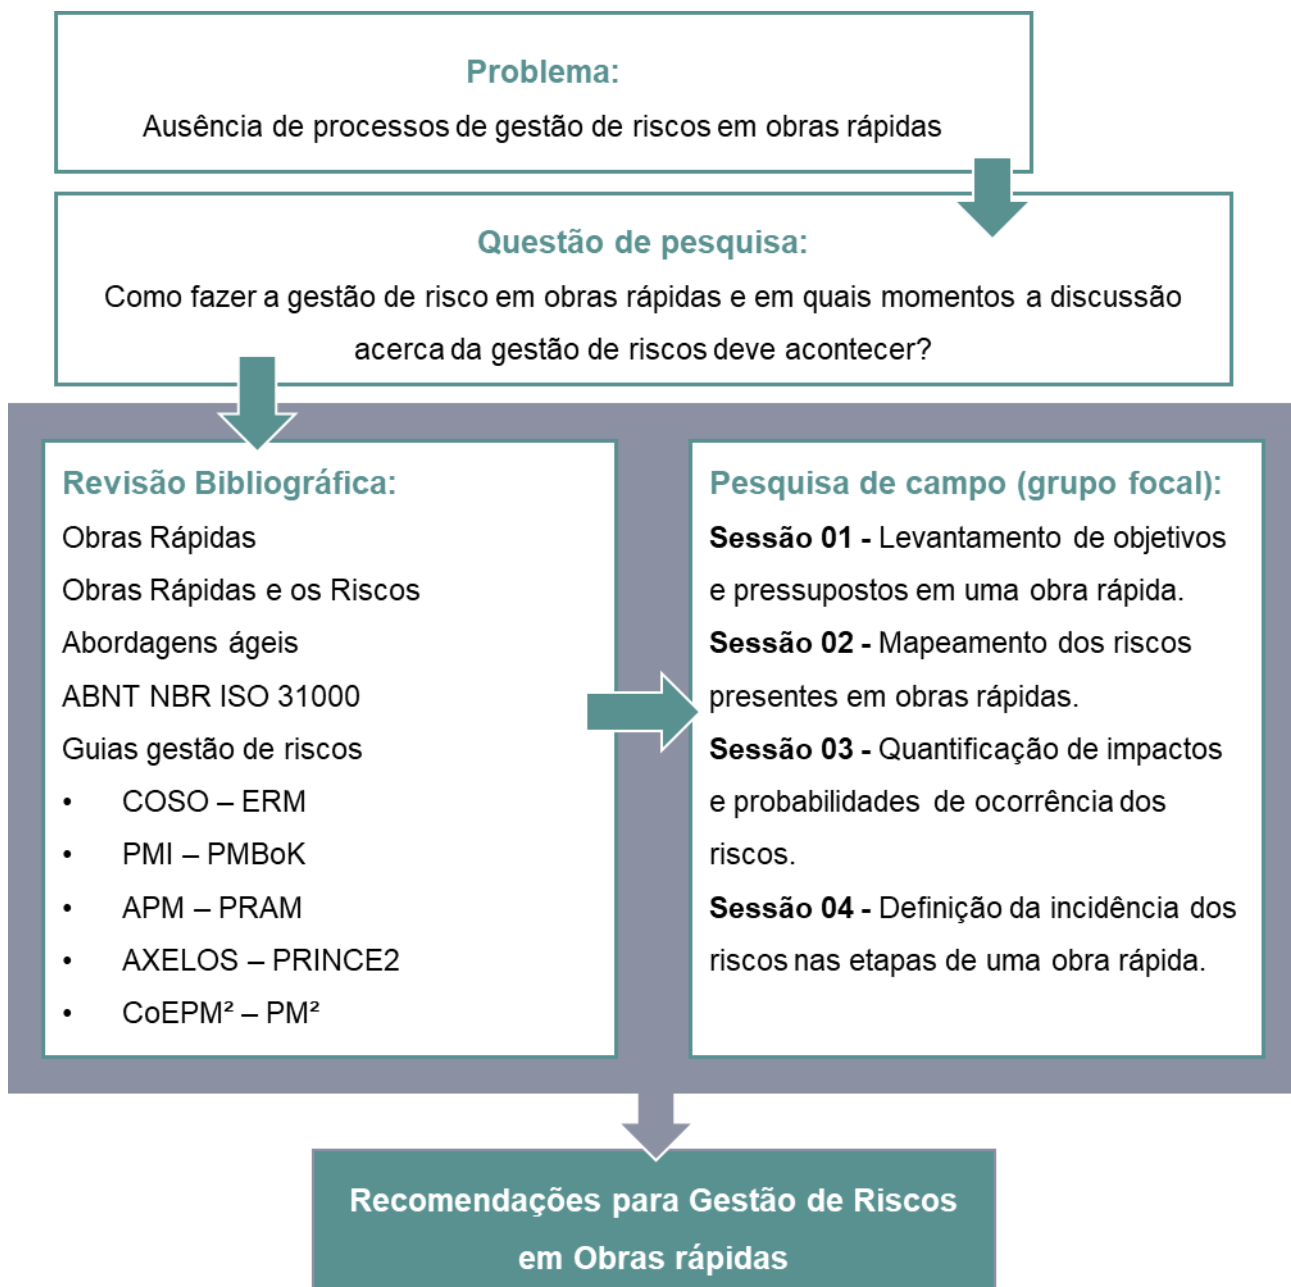 Problema:
Ausência de processos de gestão de riscos em obras rápidas
Questão de pesquisa:
Como fazer a gestão de risco em obras rápidas e em quais momentos a discussão
acerca da gestão de riscos deve acontecer?
Revisão Bibliográfica:
Obras Rápidas
Obras Rápidas e os Riscos
Abordagens ágeis
ABNT NBR ISO 31000
Guias gestão de riscos
• COSO – ERM
• PMI – PMBoK
• APM – PRAM
• AXELOS – PRINCE2
• CoEPM² – PM²
Pesquisa de campo (grupo focal):
Sessão 01 - Levantamento de objetivos
e pressupostos em uma obra rápida.
Sessão 02 - Mapeamento dos riscos
presentes em obras rápidas.
Sessão 03 - Quantificação de impactos
e probabilidades de ocorrência dos
riscos.
Sessão 04 - Definição da incidência dos
riscos nas etapas de uma obra rápida.
Recomendações para Gestão de Riscos
em Obras rápidas